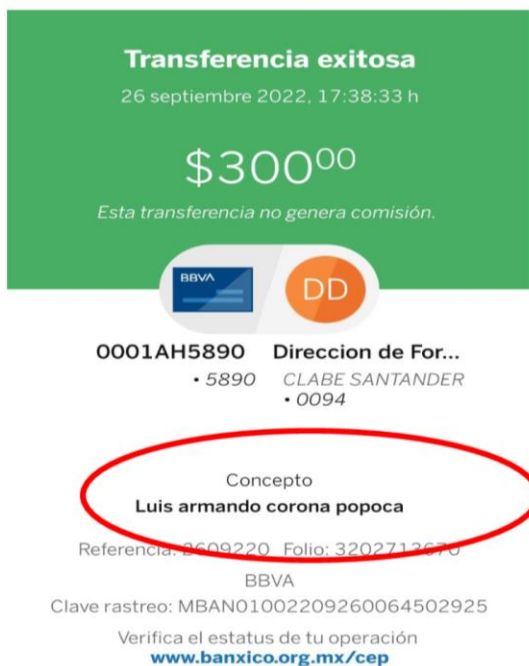 Transferencia exitosa
26 septiembre 2022, 17:38:33 h
$300⁰⁰
Esta transferencia no genera comisión.
BBVA
DD
0001AH5890 Direccion de For...
• 5890 CLABE SANTANDER
• 0094
Concepto
Luis armando corona popoca
Referencia: 2609220 Folio: 3202713670
BBVA
Clave rastreo: MBAN01002209260064502925
Verifica el estatus de tu operación
www.banxico.org.mx/cep